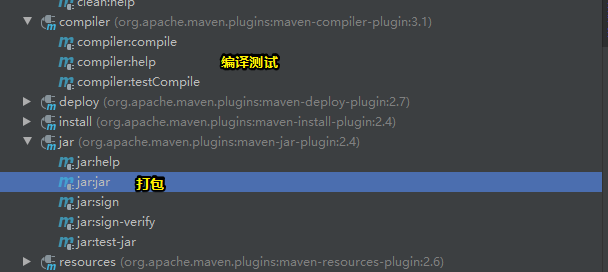 clean:help
compiler (org.apache.maven.plugins:maven-compiler-plugin:3.1)
compiler:compile
compiler:help 编译测试
compiler:testCompile
deploy (org.apache.maven.plugins:maven-deploy-plugin:2.7)
install (org.apache.maven.plugins:maven-install-plugin:2.4)
jar (org.apache.maven.plugins:maven-jar-plugin:2.4)
jar:help
jar:jar 打包
jar:sign
jar:sign-verify
jar:test-jar
resources (org.apache.maven.plugins:maven-resources-plugin:2.6)